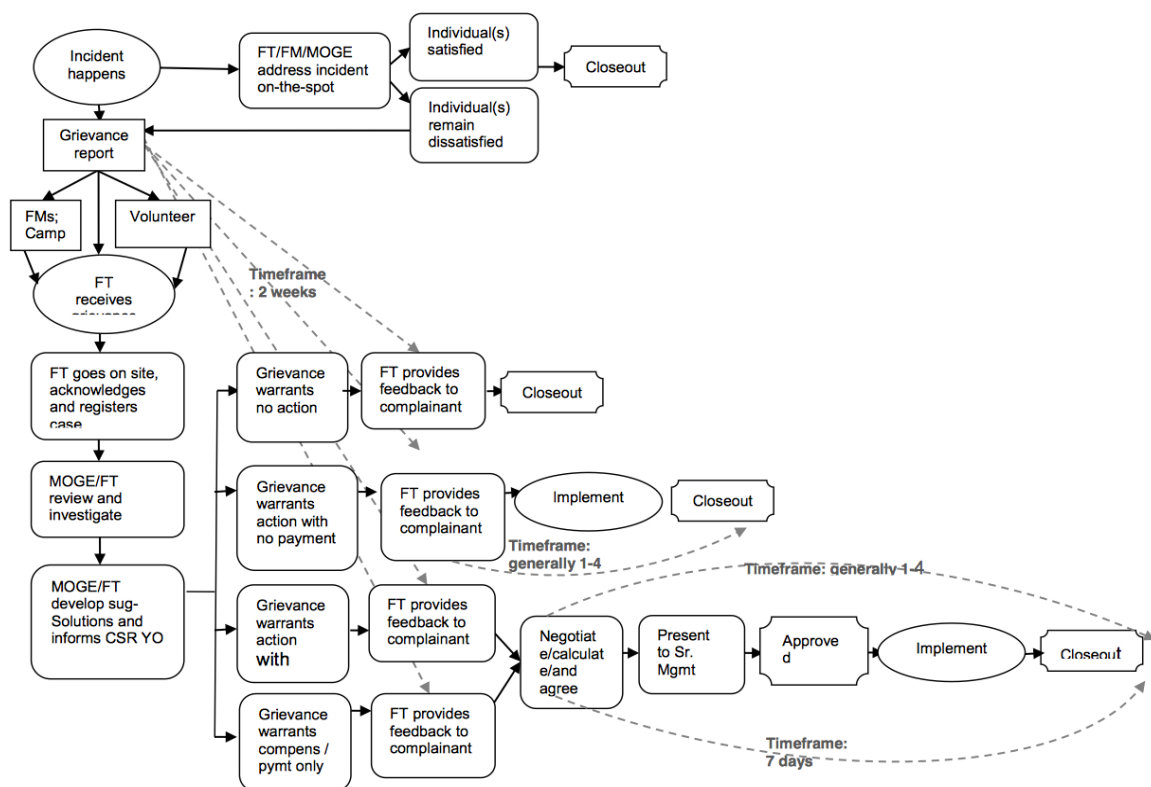 Incident
happens
FT/FM/MOGE
address incident
on-the-spot
Individual(s)
satisfied
Closeout
Individual(s)
remain
dissatisfied
Grievance
report
FMs;
Camp
Volunteer
FT
receives
Timeframe
: 2 weeks
FT goes on site,
acknowledges
and registers
case
Grievance
warrants
no action
FT provides
feedback to
complainant
Closeout
MOGE/FT
review and
investigate
Grievance
warrants
action with
no payment
FT provides
feedback to
complainant
Implement
Closeout
Timeframe:
generally 1-4
MOGE/FT
develop sug-
Solutions and
informs CSR YO
Grievance
warrants
action
with
FT provides
feedback to
complainant
Timeframe: generally 1-4
Negotiat
e/calculat
e/and
agree
Present
to Sr.
Mgmt
Approve
d
Implement
Closeout
Grievance
warrants
compens /
pymt only
FT provides
feedback to
complainant
Timeframe:
7 days